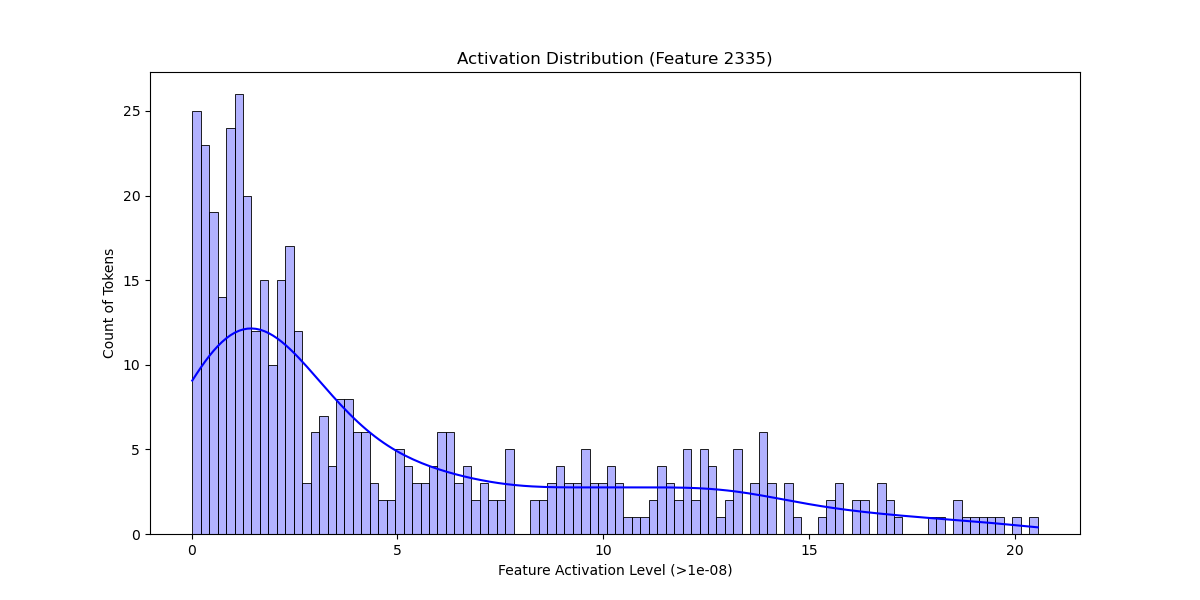 Activation Distribution (Feature 2335)
25
20
15
10
5
0
Count of Tokens
0 5 10 15 20
Feature Activation Level (>1e-08)